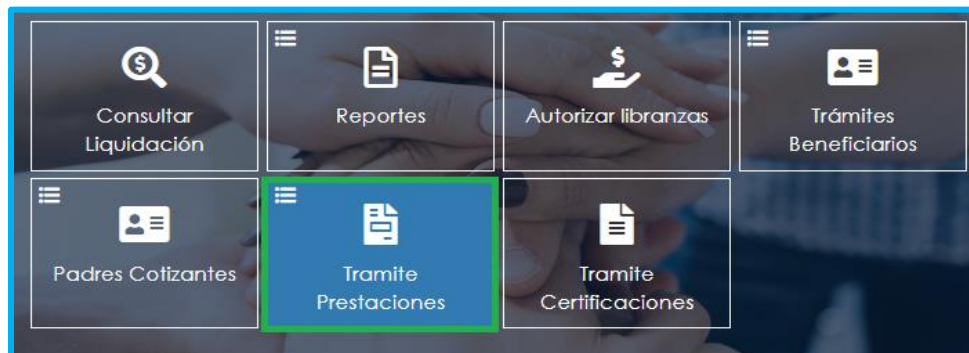 Consultar
Liquidación
Reportes
Autorizar libranzas
Trámites
Beneficiarios
Padres Cotizantes
Tramite
Prestaciones
Tramite
Certificaciones